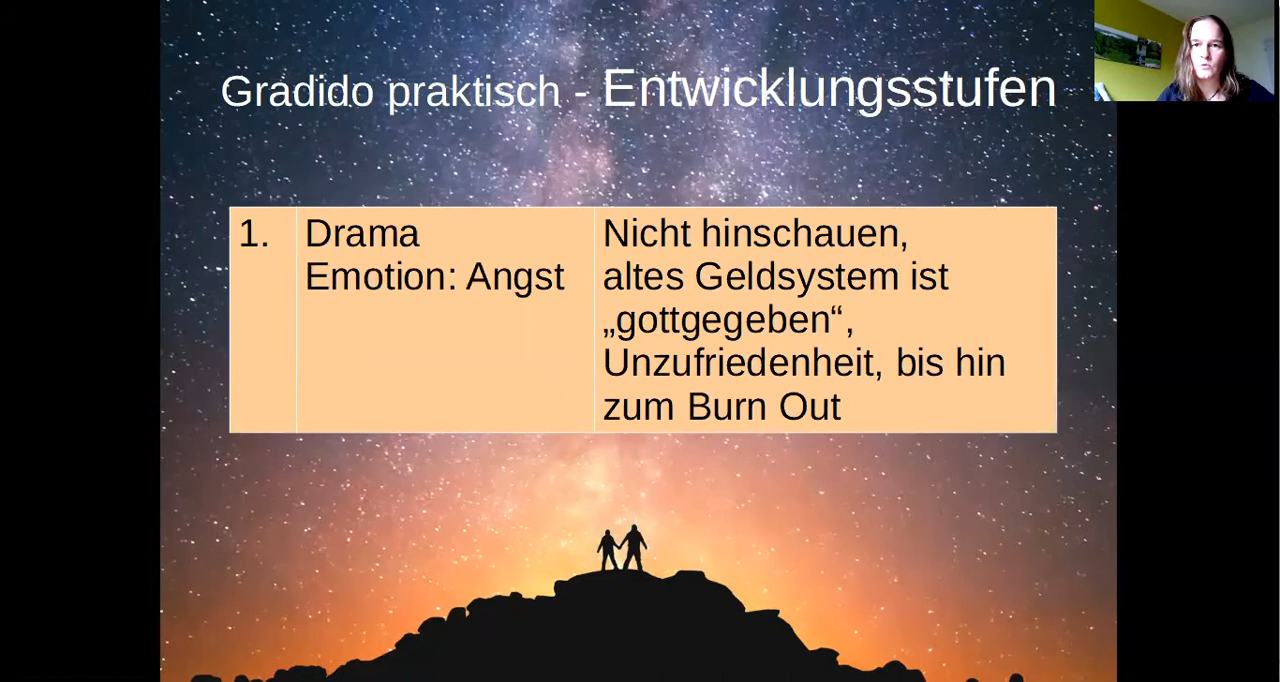 Gradido praktisch - Entwicklungsstufen
1. Drama Nicht hinschauen,
Emotion: Angst altes Geldsystem ist
„gottgegeben“,
Unzufriedenheit, bis hin
zum Burn Out